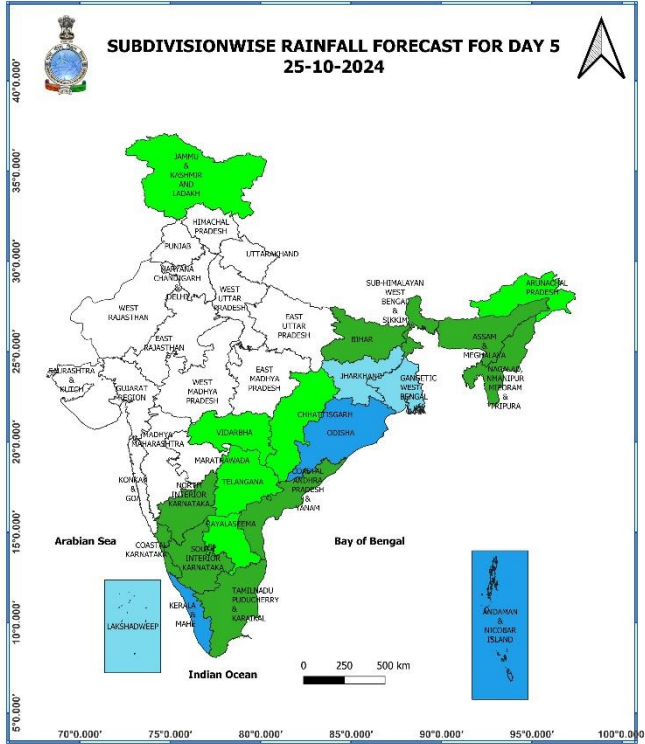 SUBDIVISIONWISE RAINFALL FORECAST FOR DAY 5
25-10-2024
40°0.000'
35°0.000'
30°0.000'
25°0.000'
20°0.000'
15°0.000'
10°0.000'
5°0.000'
JAMMU
&
KASHMIR
AND
LADAKH
HIMACHAL
PRADESH
PUNJAB
UTTARAKHAND
HARYANA
CHANDIGARH
&
DELHI
WEST
UTTAR
PRADESH
WEST
RAJASTHAN
EAST
RAJASTHAN
EAST
UTTAR
PRADESH
SUB-HIMALAYAN
WEST
BENGAL
&
SIKKIM
ARUNACHAL
PRADESH
BIHAR
ASSAM
&
MEGHALAYA
NAGALAD,
MANIPUR
MIZORAM
&
TRIPURA
SAURASHTRA
&
KUTCH
GUJARAT
REGION
WEST
MADHYA
PRADESH
EAST
MADHYA
PRADESH
JHARKHAND
GANGETIC
WEST
BENGAL
CHHATTISGARH
ODISHA
VIDARBHA
MADHYA
MAHARASHTRA
MARATHWADA
KONKAN
&
GOA
NORTH
INTERIOR
KARNATAKA
TELANGANA
COASTAL
ANDHRA
PRADESH
&
YANAM
RAYALASEEMA
Arabian Sea
Bay of Bengal
COASTAL
KARNATAKA
SOUTH
INTERIOR
KARNATAKA
LAKSHADWEEP
KERALA
&
MAHE
TAMILNADU
PUDUCHERRY
&
KARAIKAL
ANDAMAN
&
NICOBAR
ISLAND
Indian Ocean
0 250 500 km
70°0.000' 75°0.000' 80°0.000' 85°0.000' 90°0.000' 95°0.000' 100°0.000'